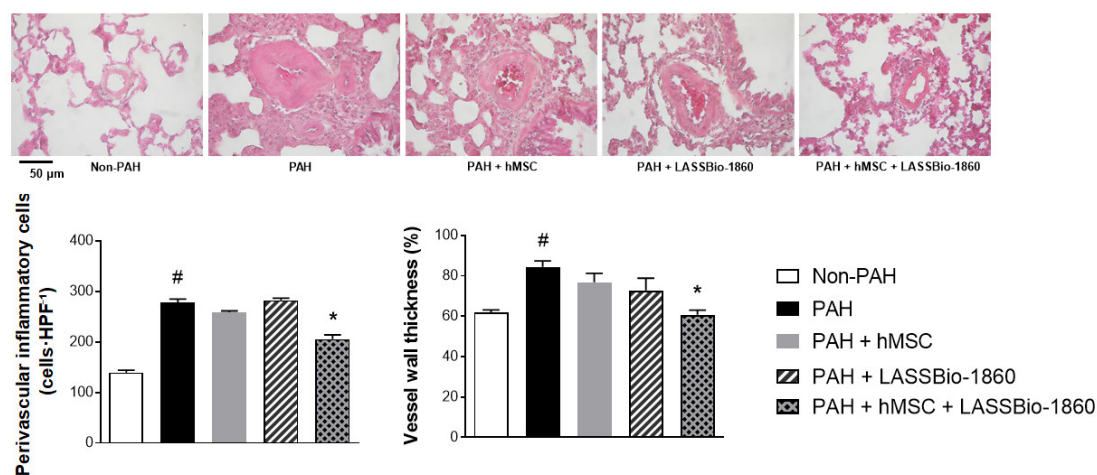 Non-PAH
PAH
PAH + hMSC
PAH + LASSBio-1860
PAH + hMSC + LASSBio-1860
50 µm
Perivascular inflammatory cells
(cells·HPF⁻¹)
400
300
200
100
0
#
*
Vessel wall thickness (%)
100
80
60
40
20
0
#
*
Non-PAH
PAH
PAH + hMSC
PAH + LASSBio-1860
PAH + hMSC + LASSBio-1860